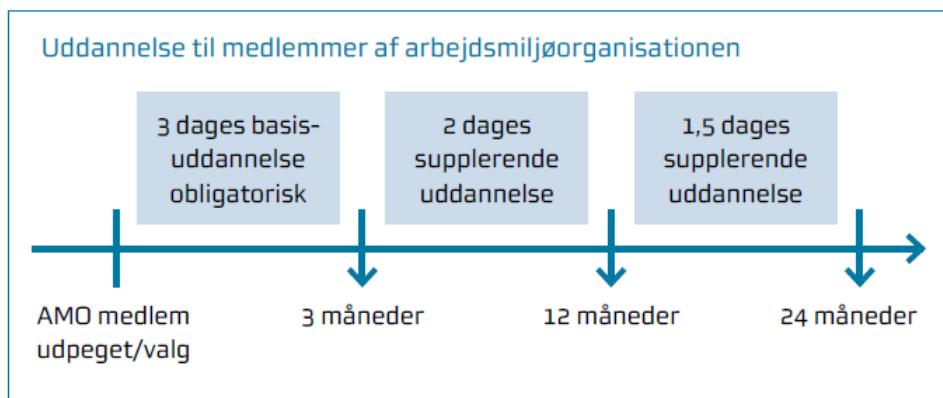 Uddannelse til medlemmer af arbejdsmiljøorganisationen
3 dages basis-
uddannelse
obligatorisk
2 dages
supplerende
uddannelse
1,5 dages
supplerende
uddannelse
AMO medlem
udpeget/valg
3 måneder
12 måneder
24 måneder